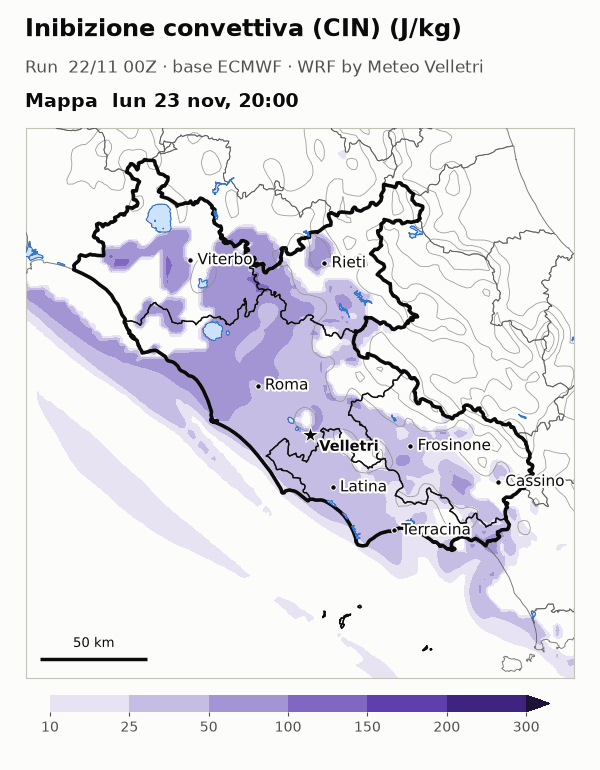 Inibizione convettiva (CIN) (J/kg)
Run  22/11 00Z · base ECMWF · WRF by Meteo Velletri
Mappa  lun 23 nov, 20:00
Viterbo
Rieti
Roma
Velletri
Frosinone
Cassino
Latina
Terracina
50 km
10 25 50 100 150 200 300